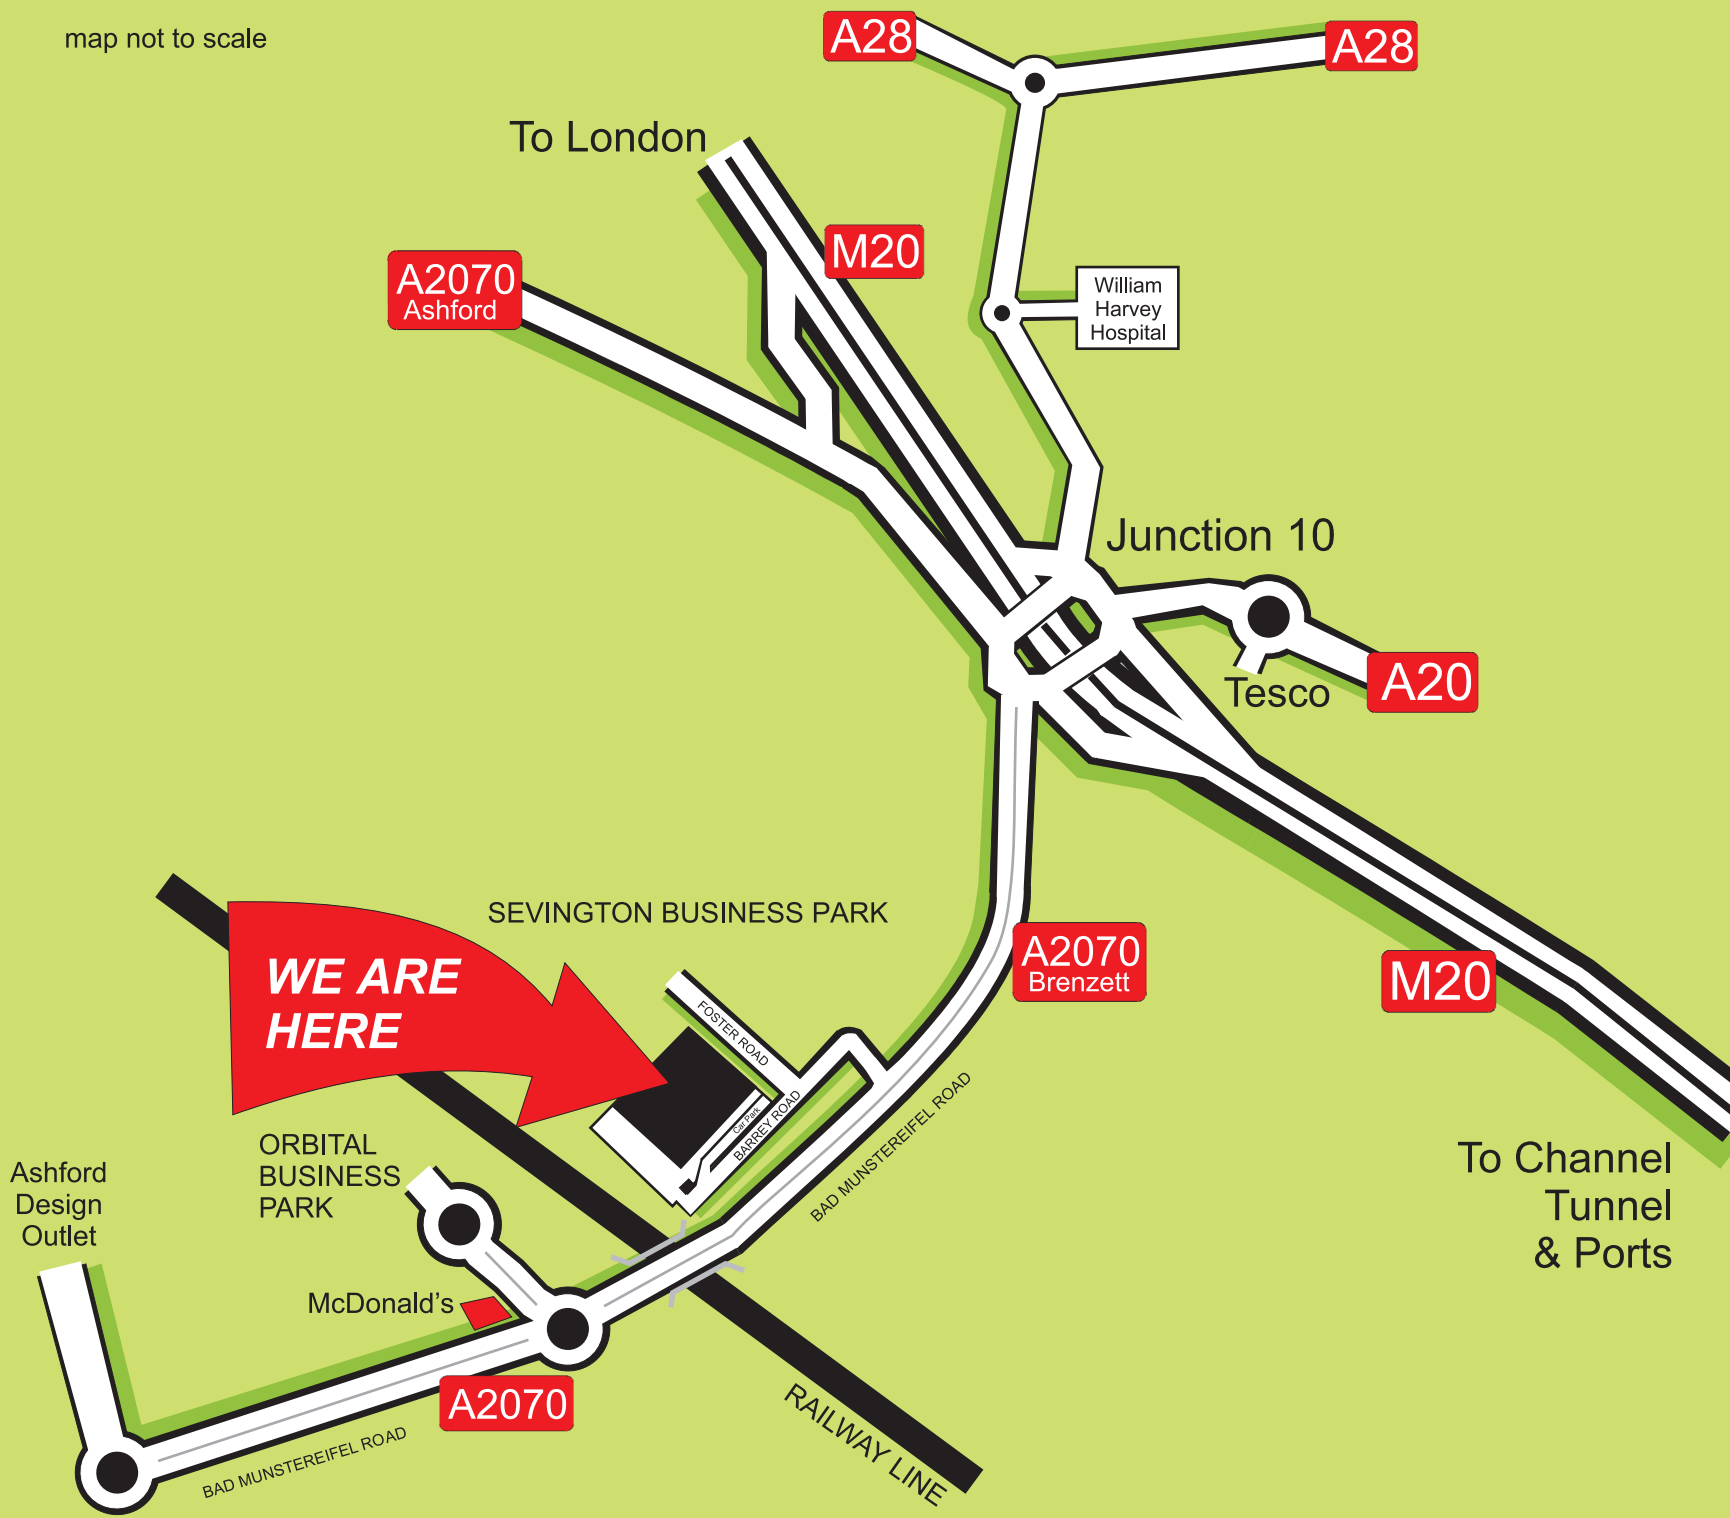 map not to scale
A28
A28
To London
M20
A2070
Ashford
William
Harvey
Hospital
Junction 10
Tesco
A20
SEVINGTON BUSINESS PARK
A2070
Brenzett
M20
WE ARE
HERE
FOSTER ROAD
Car Park
BARREY ROAD
BAD MUNSTEREIFEL ROAD
ORBITAL
BUSINESS
PARK
Ashford
Design
Outlet
To Channel
Tunnel
& Ports
McDonald's
A2070
RAILWAY LINE
BAD MUNSTEREIFEL ROAD